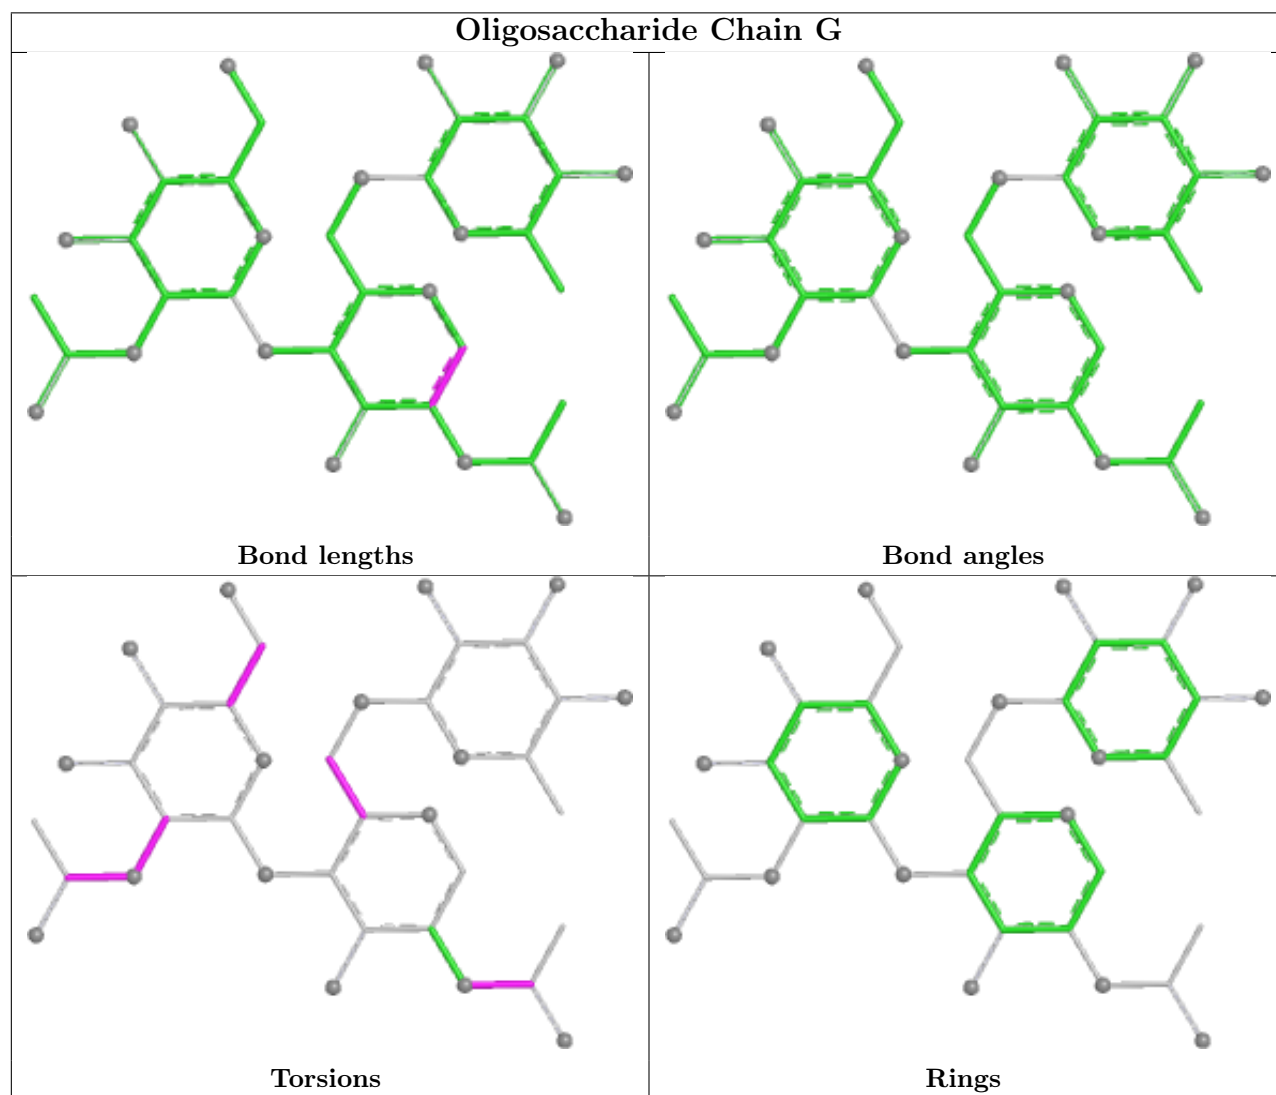 Oligosaccharide Chain G
Bond lengths
Bond angles
Torsions
Rings